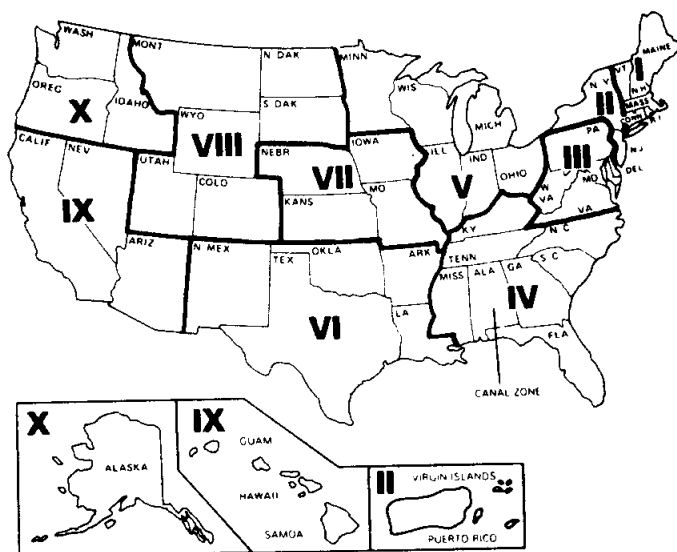 WASH
MONT
N DAK
MINN
MAINE
VT
I
N H
OREG
IDAHO
WYO
S DAK
WIS
MICH
N Y
II
MASS
CONN
R I
X
VIII
NEBR
IOWA
PA
III
N J
DEL
CALIF
NEV
UTAH
COLO
VII
ILL
IND
OHIO
V
W
VA
MD
VA
IX
KANS
MO
KY
N C
ARIZ
N MEX
TEX
OKLA
ARK
TENN
S C
MISS
ALA
GA
IV
VI
LA
FLA
CANAL ZONE
X
ALASKA
IX
GUAM
HAWAII
SAMOA
II
VIRGIN ISLANDS
PUERTO RICO